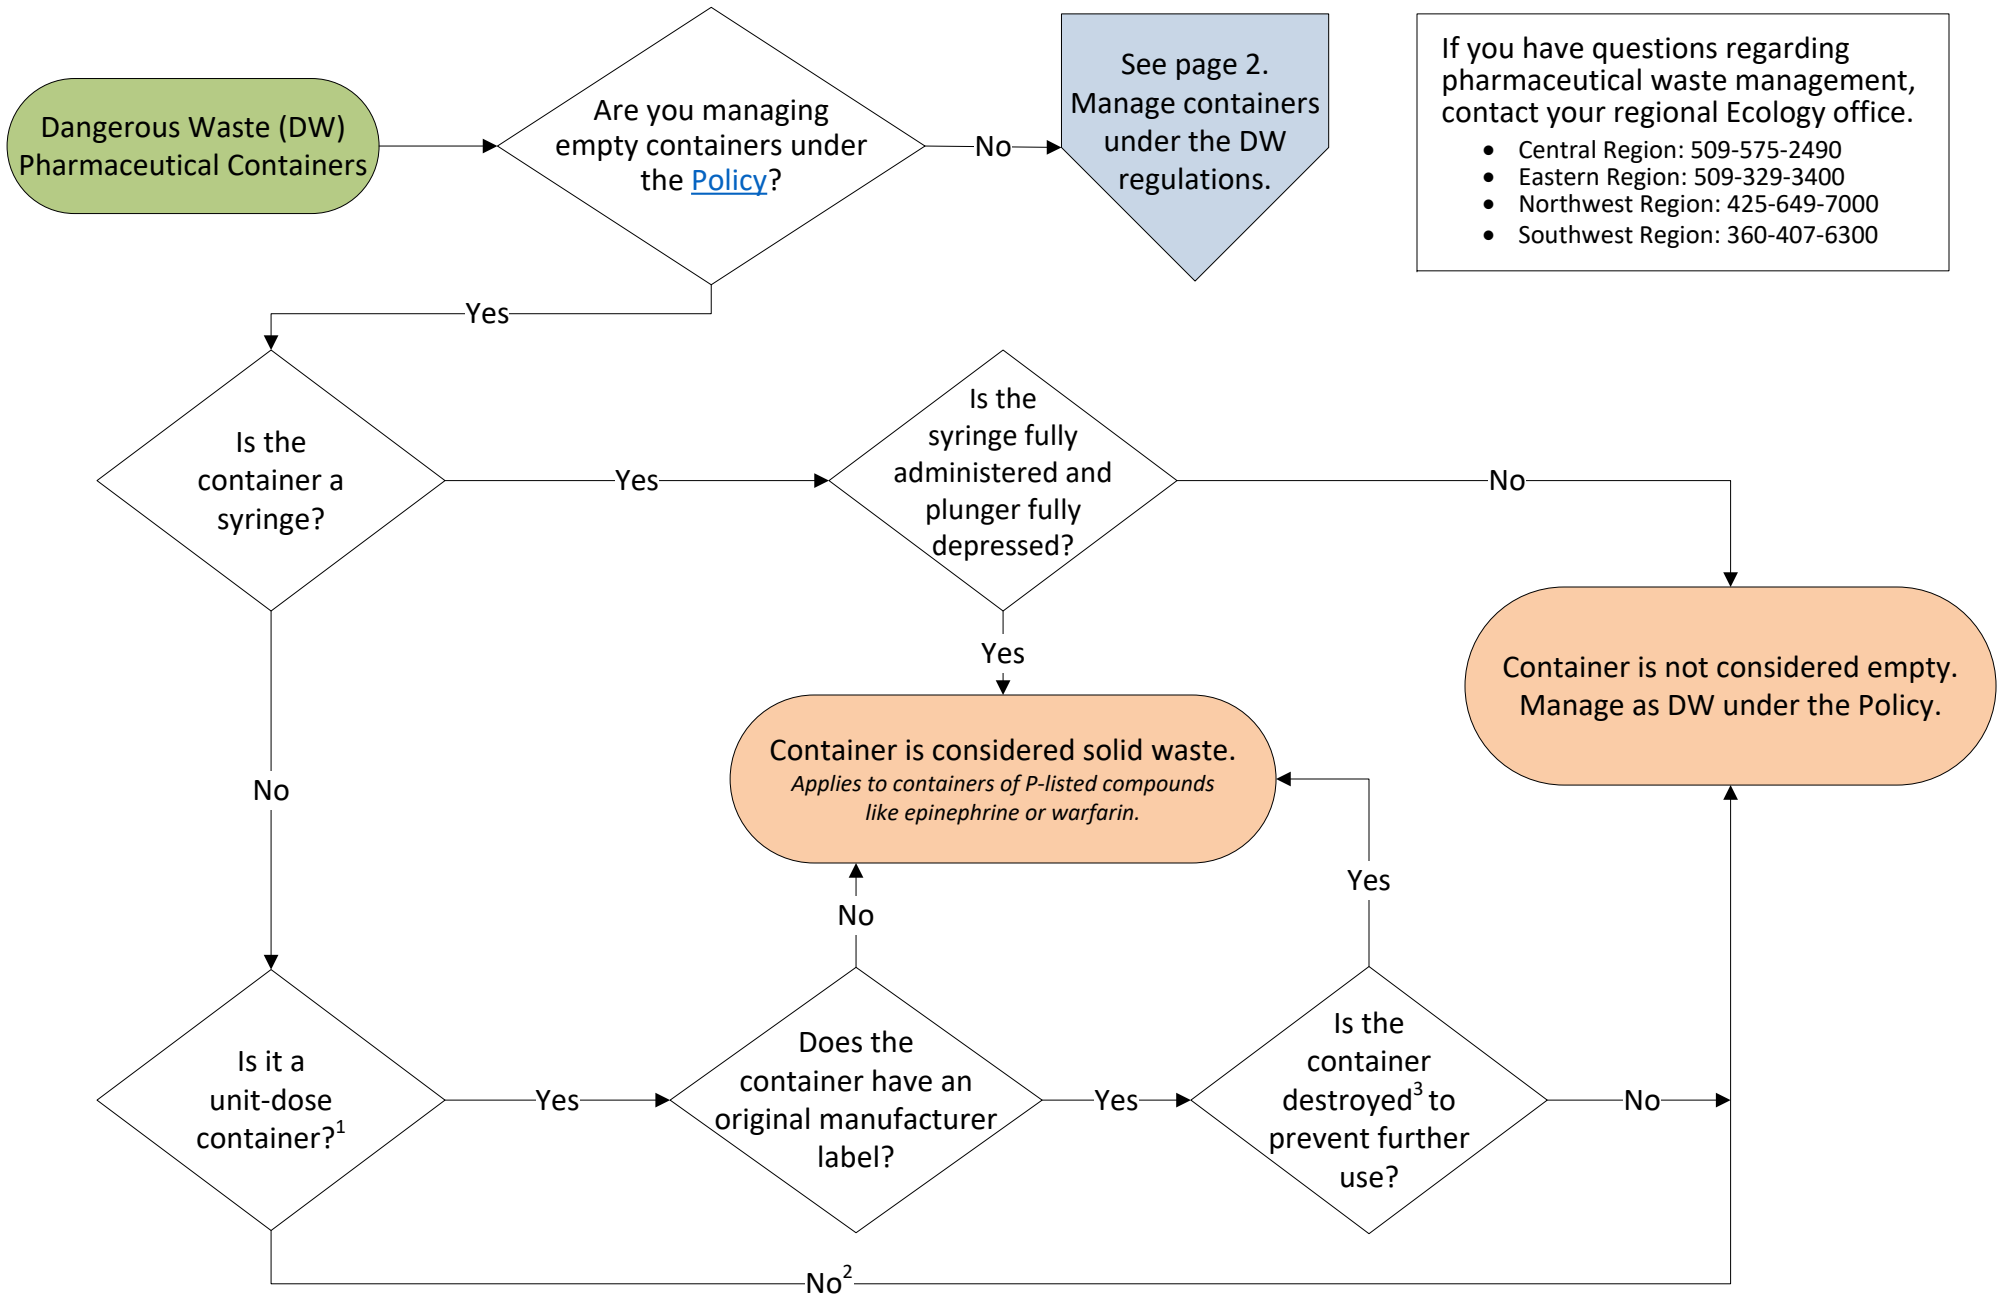 Dangerous Waste (DW)
Pharmaceutical Containers
Are you managing
empty containers under
the Policy?
No
See page 2.
Manage containers
under the DW
regulations.
If you have questions regarding
pharmaceutical waste management,
contact your regional Ecology office.
• Central Region: 509-575-2490
• Eastern Region: 509-329-3400
• Northwest Region: 425-649-7000
• Southwest Region: 360-407-6300
Yes
Is the
container a
syringe?
Yes
Is the
syringe fully
administered and
plunger fully
depressed?
No
Yes
Container is not considered empty.
Manage as DW under the Policy.
No
Container is considered solid waste.
Applies to containers of P-listed compounds
like epinephrine or warfarin.
No
Yes
Is it a
unit-dose
container?¹
Yes
Does the
container have an
original manufacturer
label?
Yes
Is the
container
destroyed³ to
prevent further
use?
No
No²